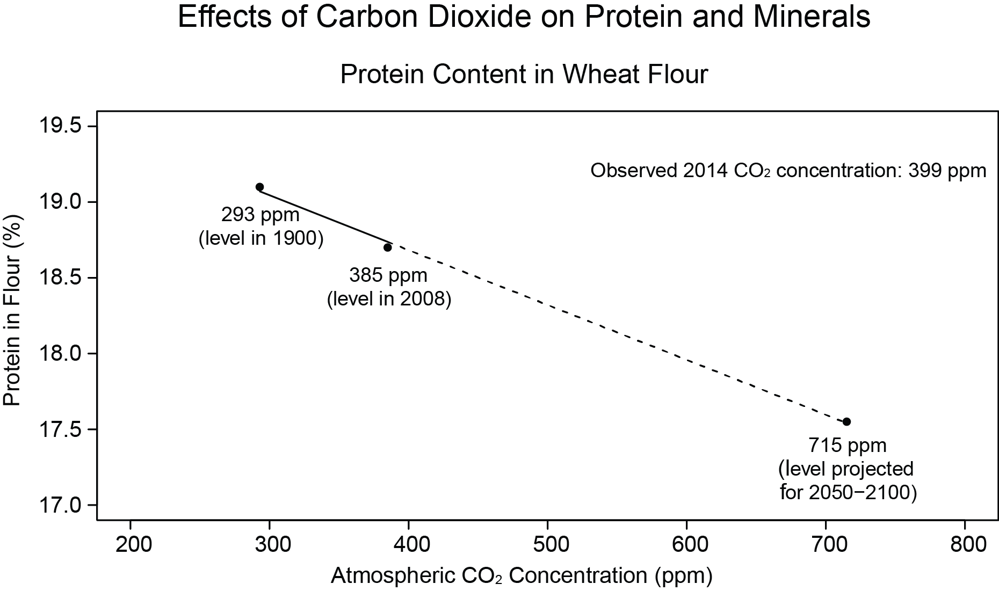 Effects of Carbon Dioxide on Protein and Minerals
Protein Content in Wheat Flour
19.5
19.0
18.5
18.0
17.5
17.0
Protein in Flour (%)
Observed 2014 CO₂ concentration: 399 ppm
293 ppm
(level in 1900)
385 ppm
(level in 2008)
715 ppm
(level projected
for 2050−2100)
200
300
400
500
600
700
800
Atmospheric CO₂ Concentration (ppm)